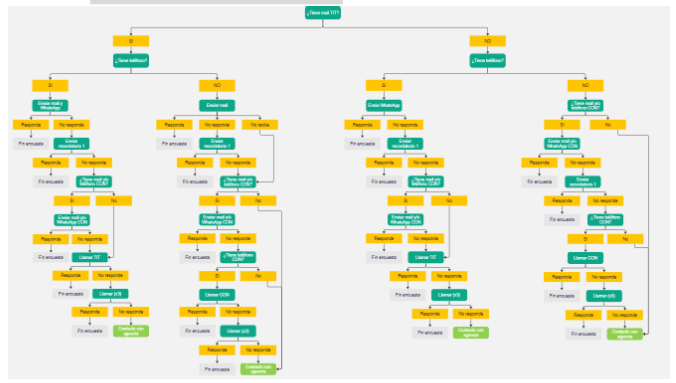 ¿Tiene mail TIT?
SI
NO
¿Tiene teléfono?
¿Tiene teléfono?
SI
NO
SI
NO
Enviar mail y
WhatsApp
Enviar mail
Enviar WhatsApp
¿Tiene mail y/o
teléfono CON?
Responde
No responde
Responde
No responde
No recibe
Responde
No responde
SI
No
Fin encuesta
Enviar
recordatorio 1
Fin encuesta
Enviar
recordatorio 1
Fin encuesta
Enviar
recordatorio 1
Enviar mail y/o
WhatsApp CON
Responde
No responde
Responde
No responde
Responde
No responde
Responde
No responde
Fin encuesta
¿Tiene mail y/o
teléfono CON?
Fin encuesta
¿Tiene mail y/o
teléfono CON?
Fin encuesta
¿Tiene mail y/o
teléfono CON?
Fin encuesta
Enviar
recordatorio 1
SI
No
SI
No
SI
No
Responde
No responde
Enviar mail y/o
WhatsApp CON
Enviar mail y/o
WhatsApp CON
Enviar mail y/o
WhatsApp CON
Fin encuesta
¿Tiene teléfono
CON?
Responde
No responde
Responde
No responde
Responde
No responde
SI
No
Fin encuesta
Llamar TIT
Fin encuesta
¿Tiene teléfono
CON?
Fin encuesta
Llamar TIT
Llamar CON
Responde
No responde
SI
No
Responde
No responde
Responde
No responde
Fin encuesta
Llamar (x3)
Llamar CON
Fin encuesta
Llamar (x3)
Fin encuesta
Llamar (x3)
Responde
No responde
Responde
No responde
Responde
No responde
Responde
No responde
Fin encuesta
Contacto con
agencia
Fin encuesta
Llamar (x3)
Fin encuesta
Contacto con
agencia
Fin encuesta
Contacto con
agencia
Responde
No responde
Fin encuesta
Contacto con
agencia